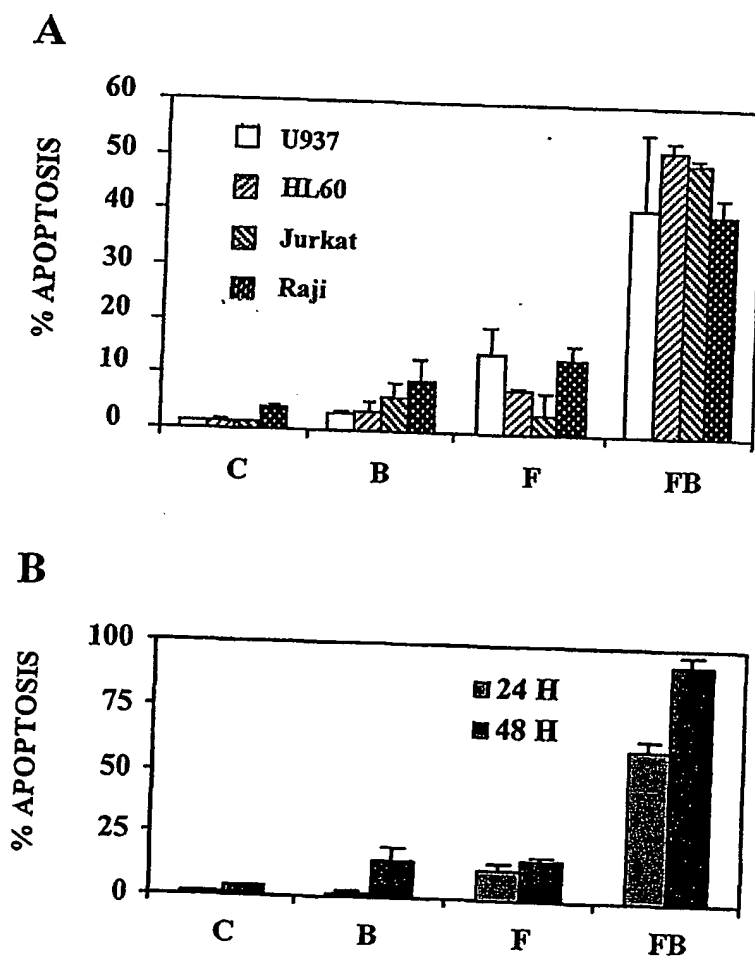 A
% APOPTOSIS
60
50
40
30
20
10
0
U937
HL60
Jurkat
Raji
C B F FB
B
% APOPTOSIS
100
75
50
25
0
24 H
48 H
C B F FB